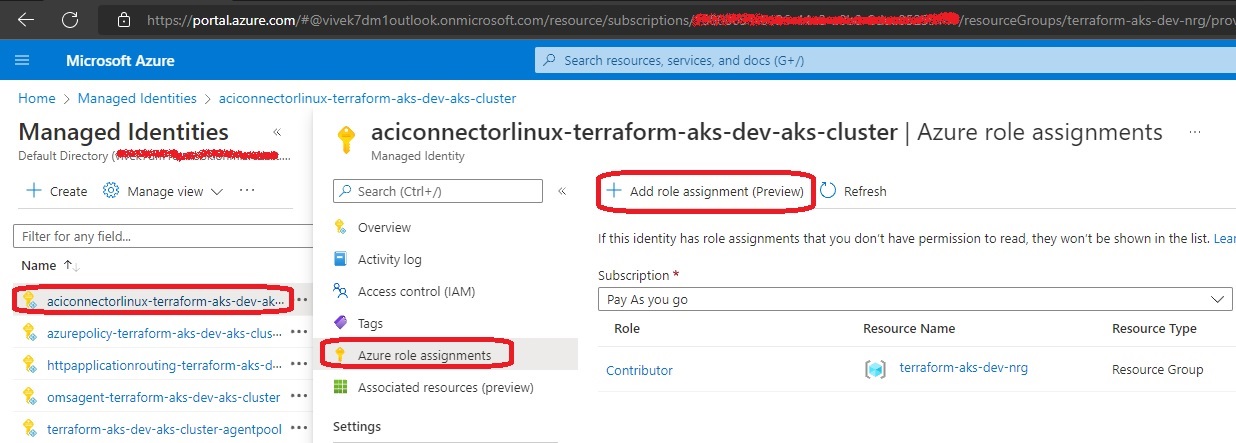 https://portal.azure.com/#@vivek7dm1outlook.onmicrosoft.com/resource/subscriptions/ /resourceGroups/terraform-aks-dev-nrg/prov
Microsoft Azure
Search resources, services, and docs (G+/)
Home > Managed Identities > aciconnectorlinux-terraform-aks-dev-aks-cluster
Managed Identities «
Default Directory ( ....
+ Create Manage view ···
Filter for any field...
Name ↑↓
aciconnectorlinux-terraform-aks-dev-ak... ···
azurepolicy-terraform-aks-dev-aks-clus... ···
httpapplicationrouting-terraform-aks-d... ···
omsagent-terraform-aks-dev-aks-cluster ···
terraform-aks-dev-aks-cluster-agentpool ···
aciconnectorlinux-terraform-aks-dev-aks-cluster | Azure role assignments ···
Managed Identity
Search (Ctrl+/) «
Overview
Activity log
Access control (IAM)
Tags
Azure role assignments
Associated resources (preview)
Settings
+ Add role assignment (Preview) Refresh
If this identity has role assignments that you don't have permission to read, they won't be shown in the list. Lear
Subscription *
Pay As you go
Role Resource Name Resource Type
Contributor terraform-aks-dev-nrg Resource Group